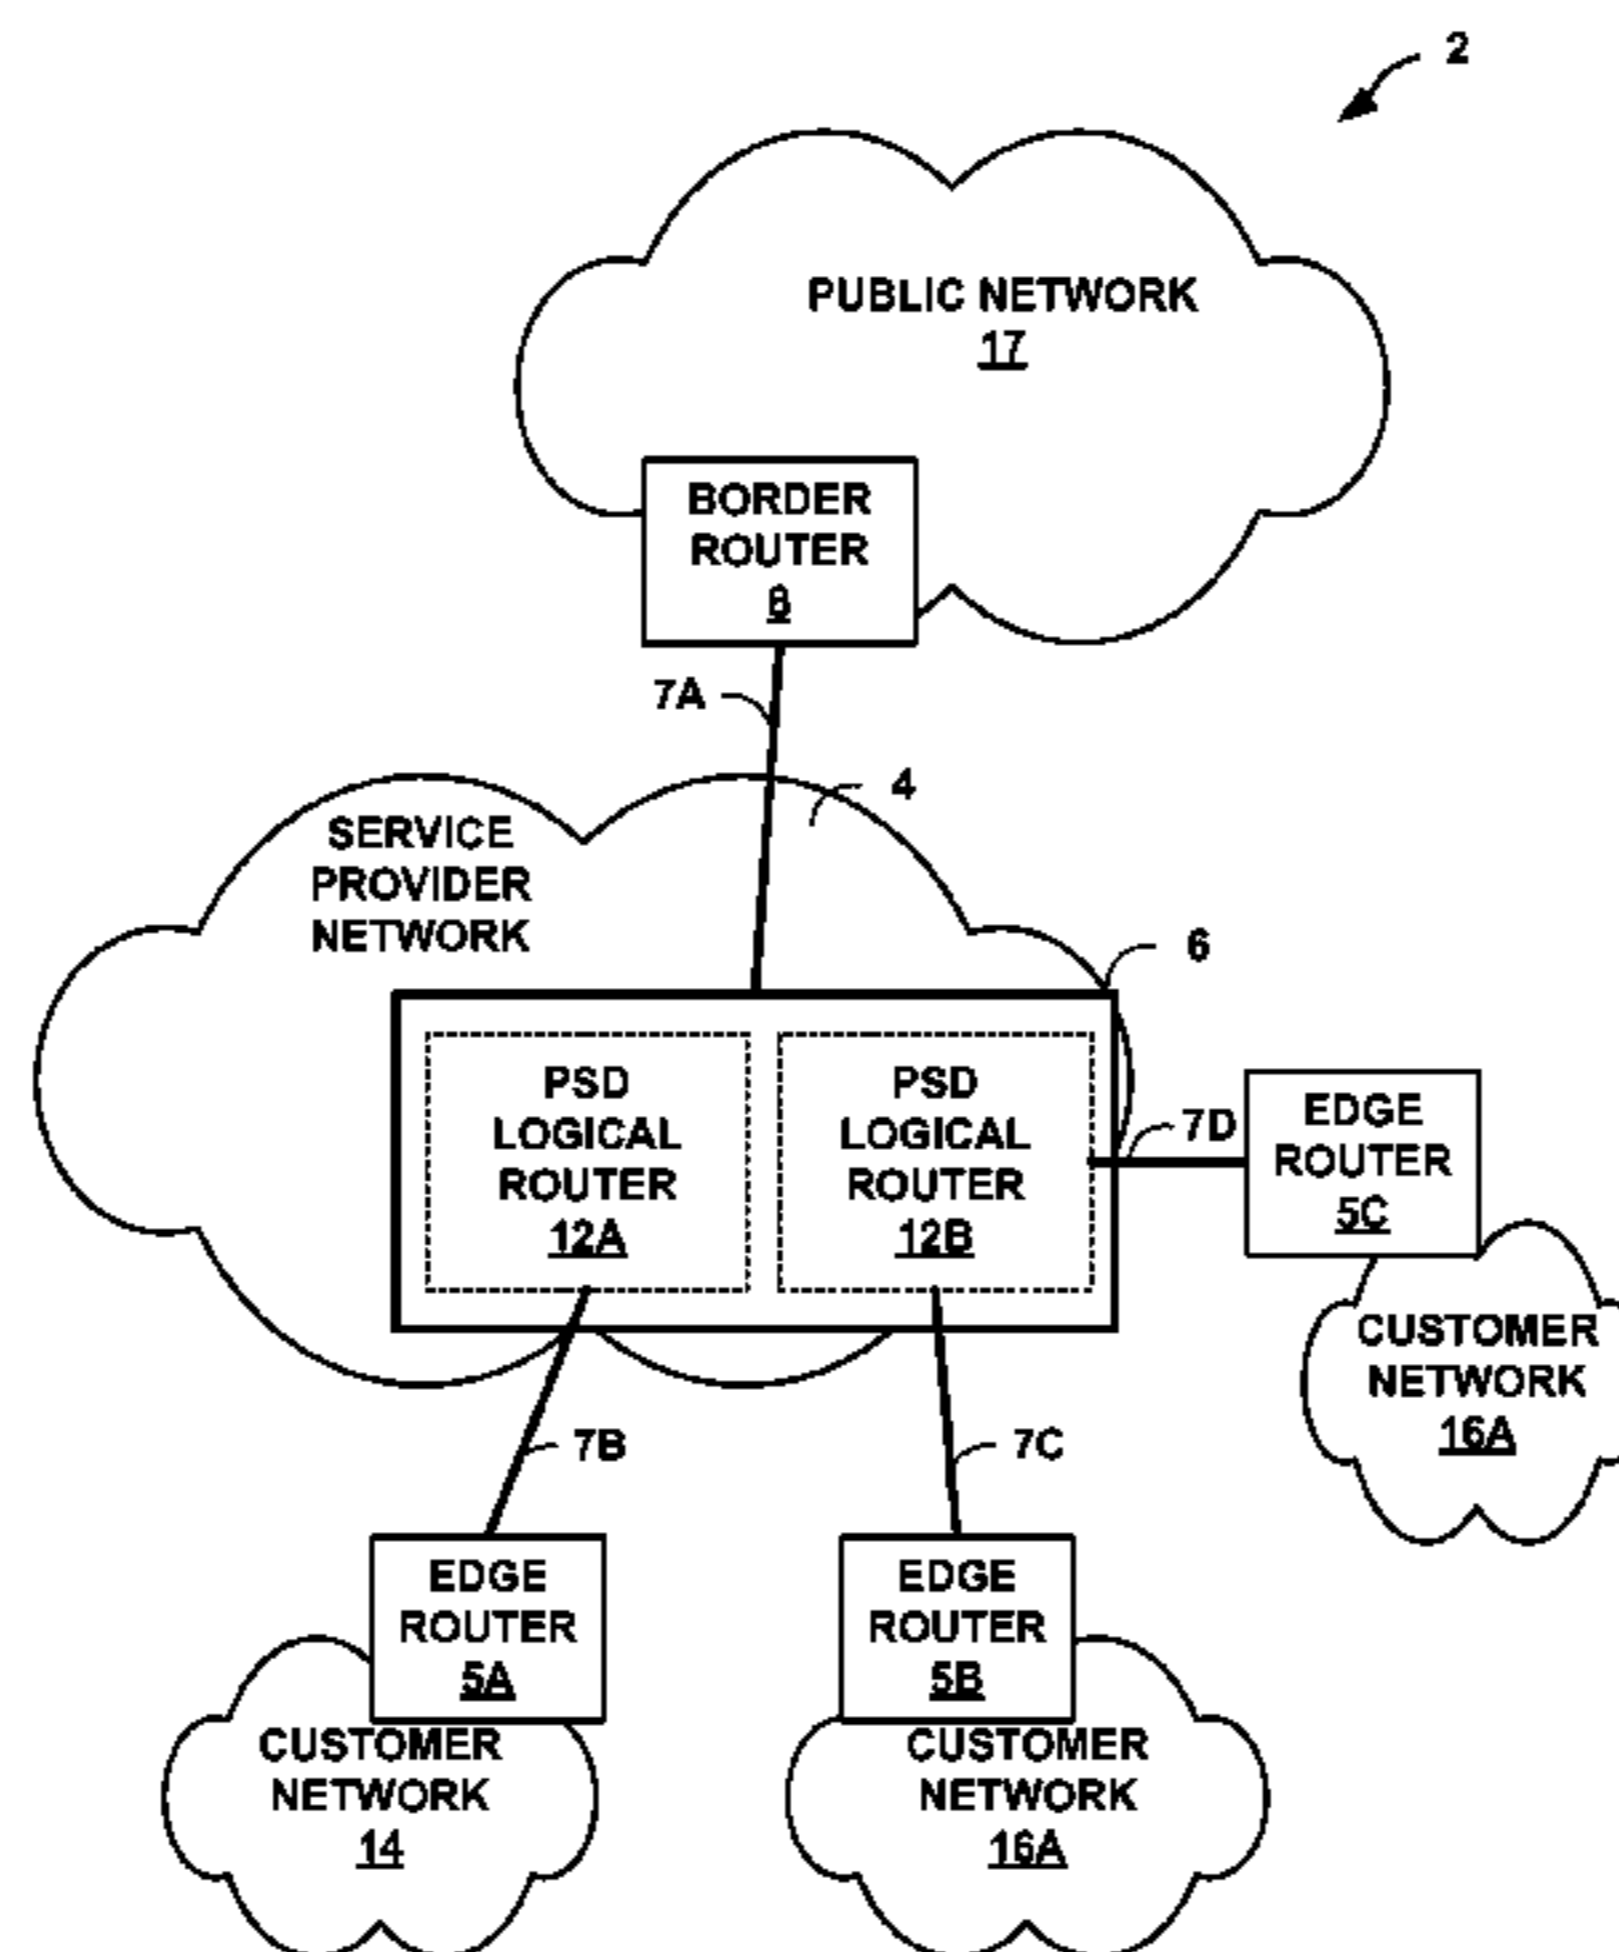 2
PUBLIC NETWORK
17
BORDER
ROUTER
8
7A
4
SERVICE
PROVIDER
NETWORK
6
PSD
LOGICAL
ROUTER
12A
PSD
LOGICAL
ROUTER
12B
7D
EDGE
ROUTER
5C
CUSTOMER
NETWORK
16A
7B
7C
EDGE
ROUTER
5A
CUSTOMER
NETWORK
14
EDGE
ROUTER
5B
CUSTOMER
NETWORK
16A